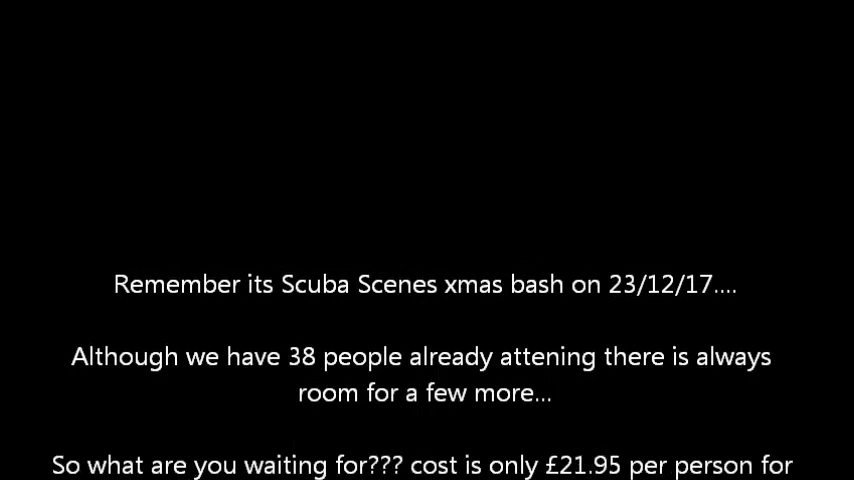 Remember its Scuba Scenes xmas bash on 23/12/17....
Although we have 38 people already attening there is always
room for a few more...
So what are you waiting for??? cost is only £21.95 per person for